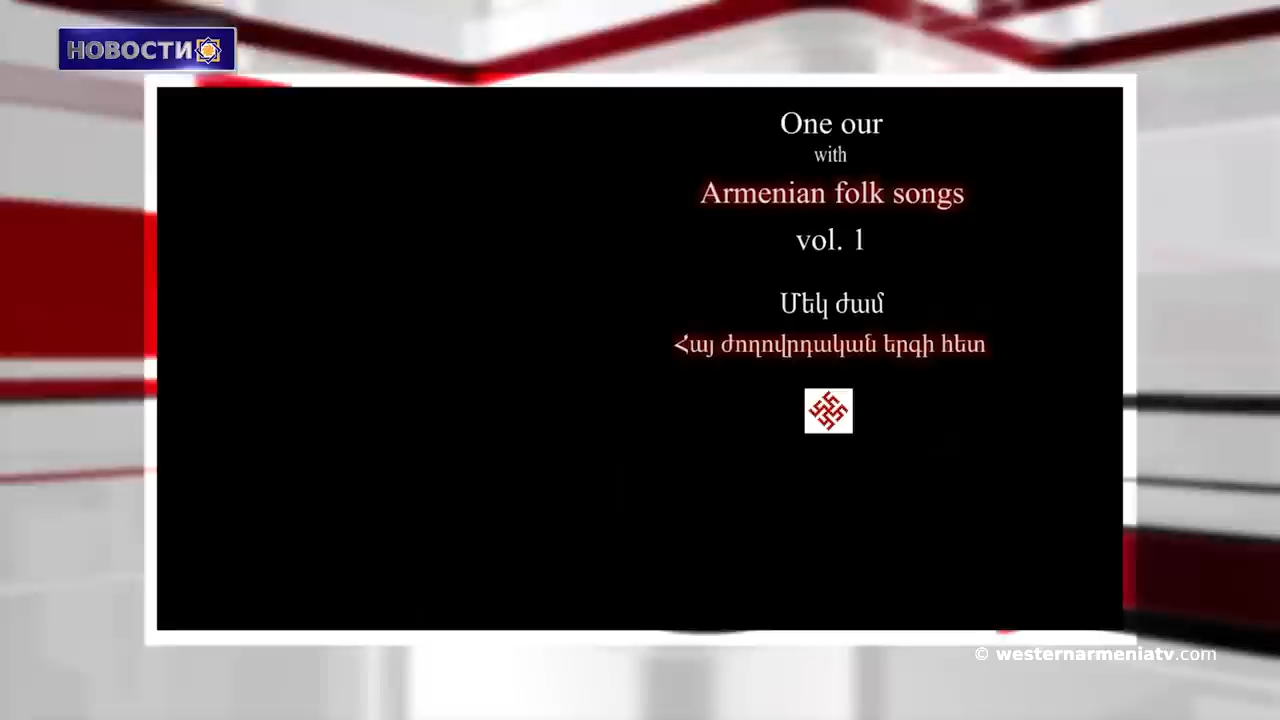 НОВОСТИ
One our
with
Armenian folk songs
vol. 1
Մեկ ժամ
Հայ ժողովրդական երգի հետ
© westernarmeniatv.com